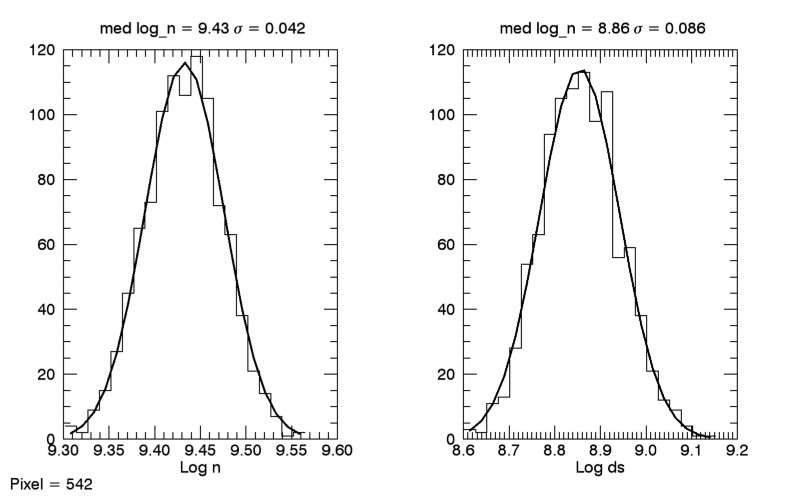 med log_n = 9.43 σ = 0.042
120
100
80
60
40
20
0
9.30 9.35 9.40 9.45 9.50 9.55 9.60
Log n
med log_n = 8.86 σ = 0.086
120
100
80
60
40
20
0
8.6 8.7 8.8 8.9 9.0 9.1 9.2
Log ds
Pixel = 542